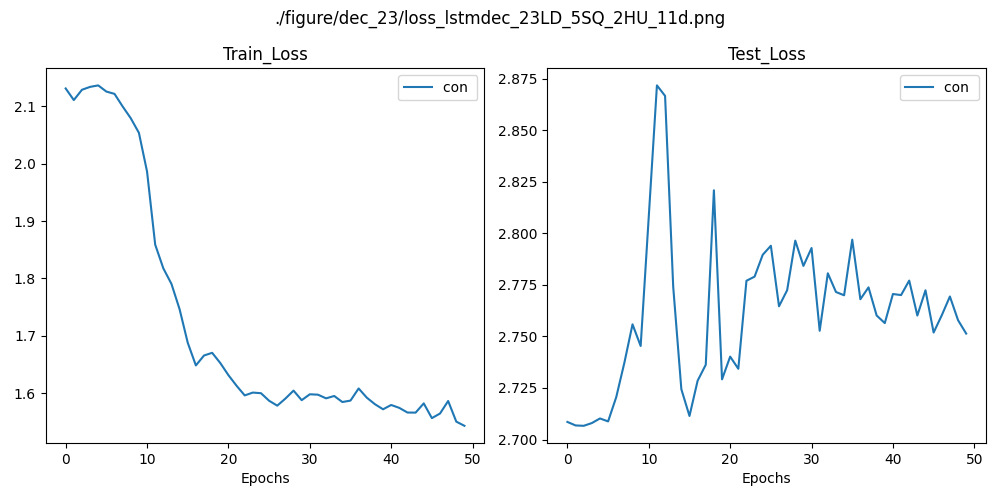 ./figure/dec_23/loss_lstmdec_23LD_5SQ_2HU_11d.png
Train_Loss
Test_Loss
con
con
2.1
2.0
1.9
1.8
1.7
1.6
0 10 20 30 40 50
Epochs
2.875
2.850
2.825
2.800
2.775
2.750
2.725
2.700
0 10 20 30 40 50
Epochs